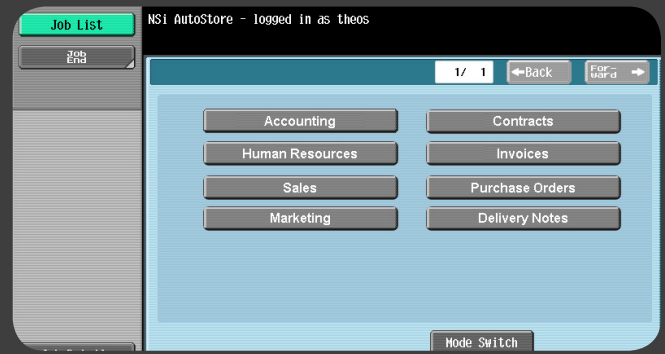 Job List
NSi AutoStore - logged in as theos
Job
End
1/ 1
←Back
For-
ward →
Accounting
Contracts
Human Resources
Invoices
Sales
Purchase Orders
Marketing
Delivery Notes
Mode Switch